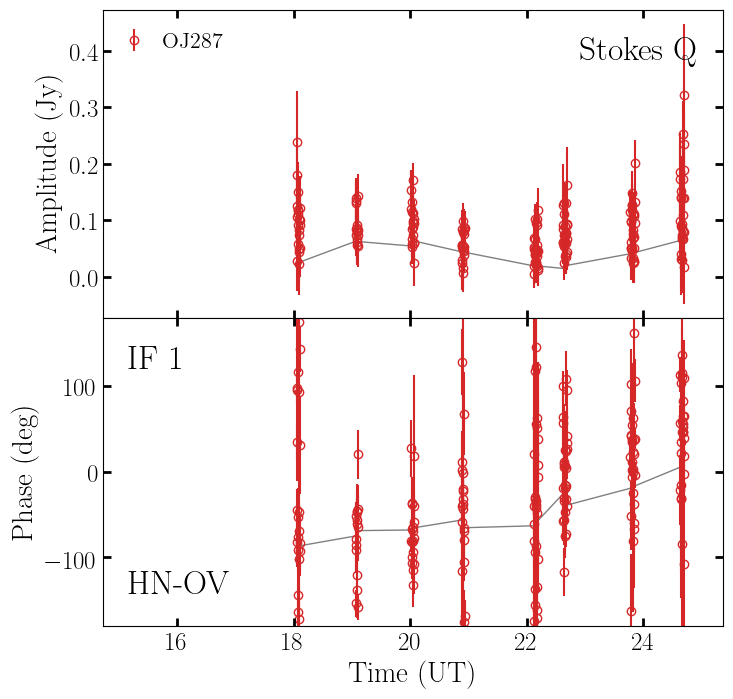 OJ287
Stokes Q
Amplitude (Jy)
0.4
0.3
0.2
0.1
0.0
IF 1
HN-OV
Phase (deg)
100
0
−100
16 18 20 22 24
Time (UT)